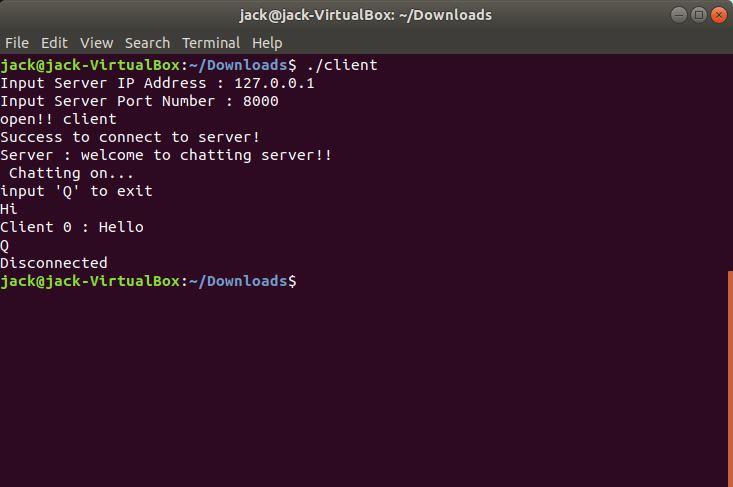 jack@jack-VirtualBox: ~/Downloads
File Edit View Search Terminal Help
jack@jack-VirtualBox:~/Downloads$ ./client
Input Server IP Address : 127.0.0.1
Input Server Port Number : 8000
open!! client
Success to connect to server!
Server : welcome to chatting server!!
 Chatting on...
input 'Q' to exit
Hi
Client 0 : Hello
Q
Disconnected
jack@jack-VirtualBox:~/Downloads$